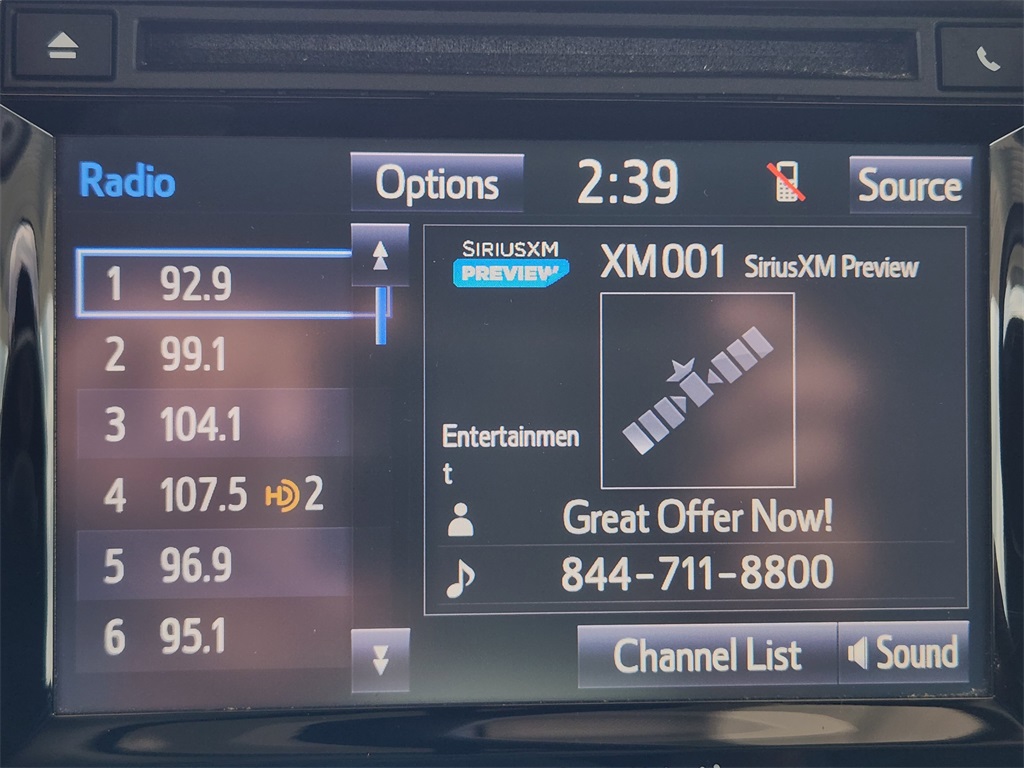 Radio
Options
2:39
Source
1 92.9
2 99.1
3 104.1
4 107.5 HD 2
5 96.9
6 95.1
SIRIUSXM
PREVIEW
XM001 SiriusXM Preview
Entertainmen
t
Great Offer Now!
844-711-8800
Channel List
Sound